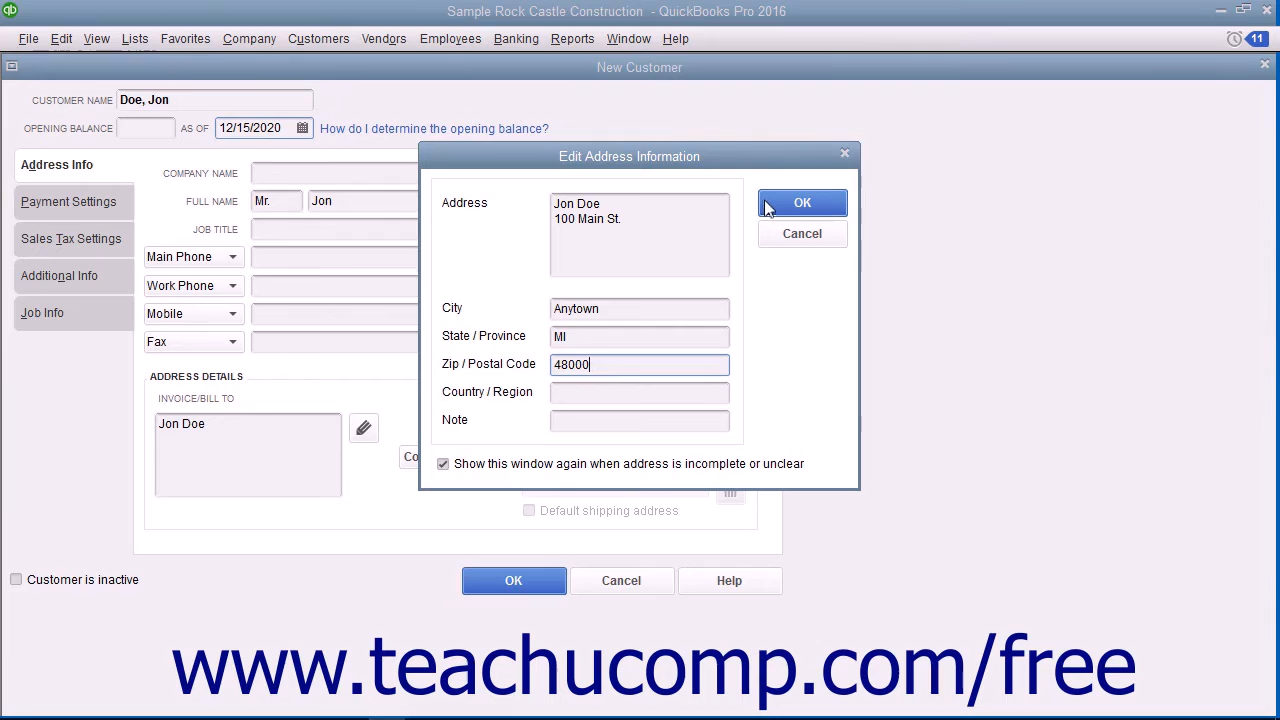 Sample Rock Castle Construction - QuickBooks Pro 2016
File Edit View Lists Favorites Company Customers Vendors Employees Banking Reports Window Help
11
New Customer
CUSTOMER NAME Doe, Jon
OPENING BALANCE AS OF 12/15/2020 How do I determine the opening balance?
Address Info
Payment Settings
Sales Tax Settings
Additional Info
Job Info
COMPANY NAME
FULL NAME Mr. Jon
JOB TITLE
Main Phone
Work Phone
Mobile
Fax
ADDRESS DETAILS
INVOICE/BILL TO
Jon Doe
Co
Default shipping address
Edit Address Information
Address Jon Doe
100 Main St.
City Anytown
State / Province MI
Zip / Postal Code 48000
Country / Region
Note
Show this window again when address is incomplete or unclear
OK
Cancel
Customer is inactive
OK Cancel Help
www.teachucomp.com/free